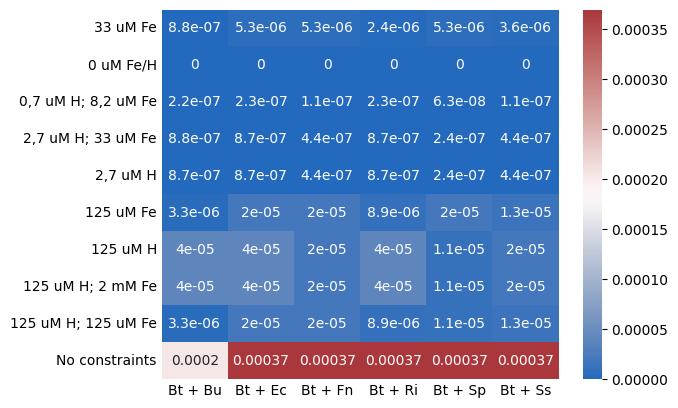 33 uM Fe 8.8e-07 5.3e-06 5.3e-06 2.4e-06 5.3e-06 3.6e-06
0 uM Fe/H 0 0 0 0 0 0
0,7 uM H; 8,2 uM Fe 2.2e-07 2.3e-07 1.1e-07 2.3e-07 6.3e-08 1.1e-07
2,7 uM H; 33 uM Fe 8.8e-07 8.7e-07 4.4e-07 8.7e-07 2.4e-07 4.4e-07
2,7 uM H 8.7e-07 8.7e-07 4.4e-07 8.7e-07 2.4e-07 4.4e-07
125 uM Fe 3.3e-06 2e-05 2e-05 8.9e-06 2e-05 1.3e-05
125 uM H 4e-05 4e-05 2e-05 4e-05 1.1e-05 2e-05
125 uM H; 2 mM Fe 4e-05 4e-05 2e-05 4e-05 1.1e-05 2e-05
125 uM H; 125 uM Fe 3.3e-06 2e-05 2e-05 8.9e-06 1.1e-05 1.3e-05
No constraints 0.0002 0.00037 0.00037 0.00037 0.00037 0.00037
Bt + Bu Bt + Ec Bt + Fn Bt + Ri Bt + Sp Bt + Ss
0.00035
0.00030
0.00025
0.00020
0.00015
0.00010
0.00005
0.00000